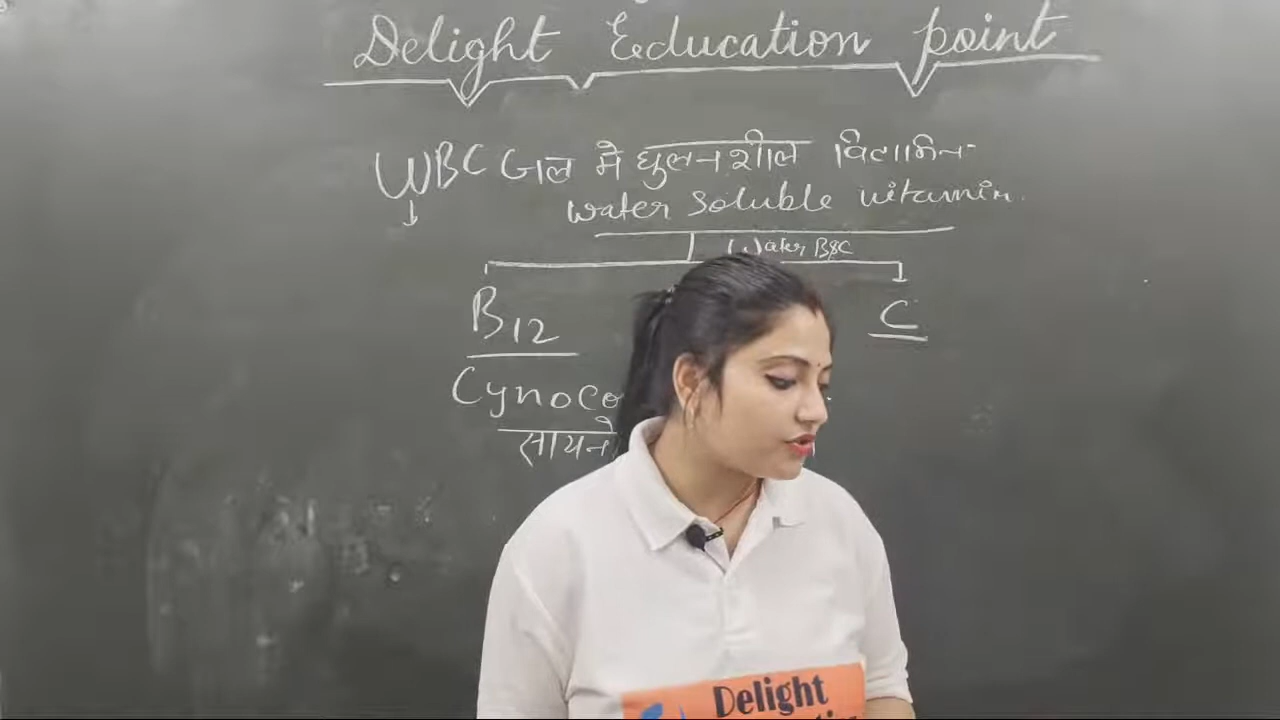 Delight Education point
WBC जल में घुलनशील विटामिन
water soluble vitamin.
Water B&C
B12
C
Cynoco
सायनो
Delight